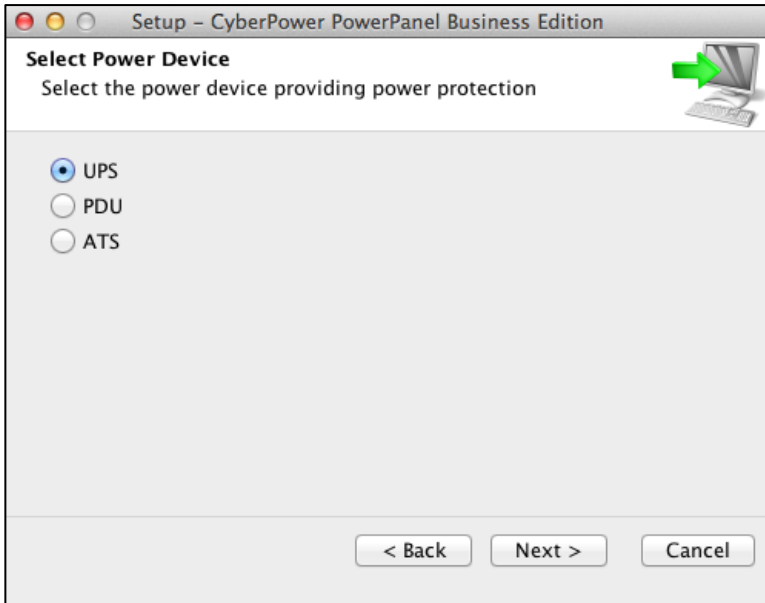 Setup – CyberPower PowerPanel Business Edition
Select Power Device
Select the power device providing power protection
UPS
PDU
ATS
< Back Next > Cancel